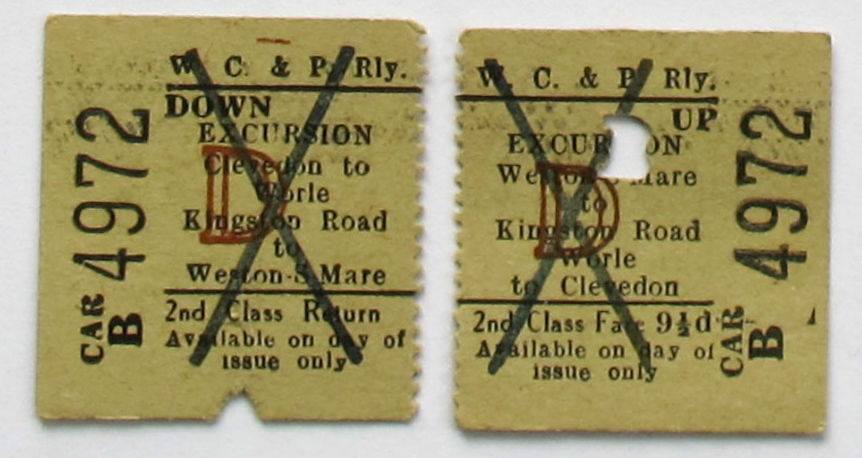 W. C. & P. Rly.
DOWN
EXCURSION
Clevedon to
Worle
Kingston Road
to
Weston-S-Mare
2nd Class Return
Available on day of
issue only
D
4972
CAR
B
W. C. & P. Rly.
UP
EXCUR ON
Weston-S-Mare
to
Kingston Road
Worle
to Clevedon
2nd Class Fare 9½d
Available on day of
issue only
D
4972
CAR
B